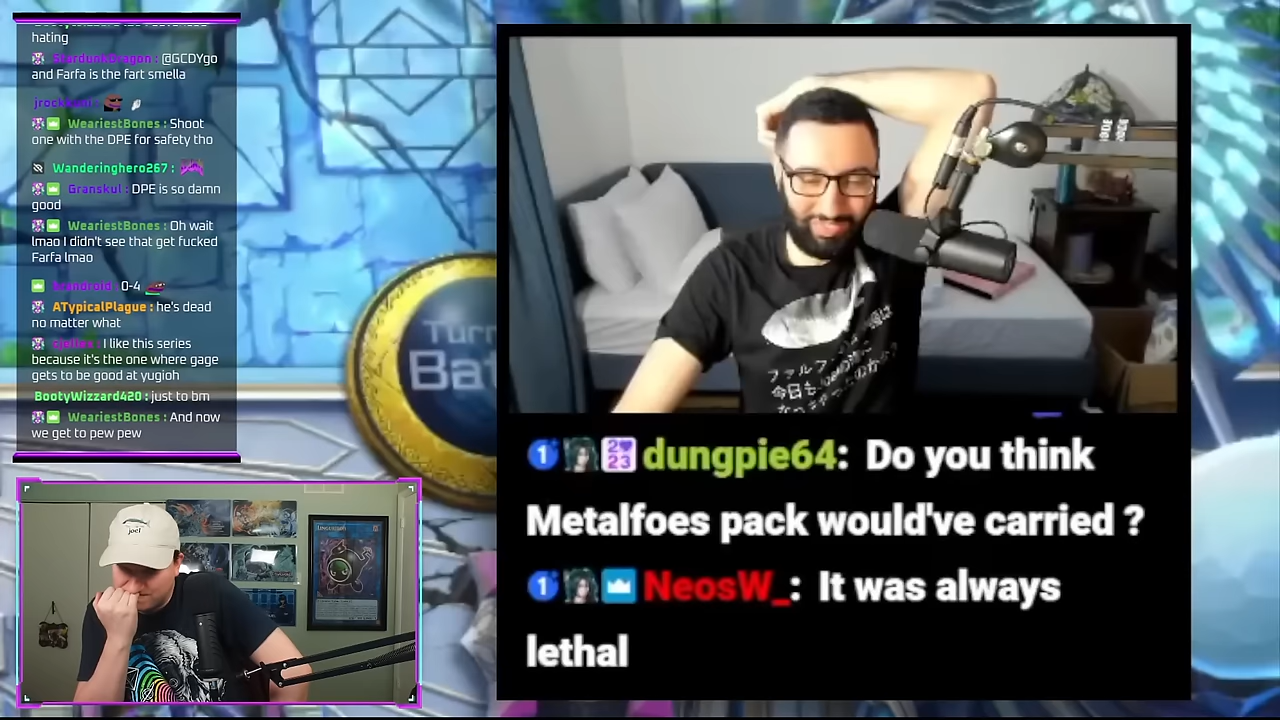 hating
@GCDYgo
and Farfa is the fart smella
WeariestBones : Shoot
one with the DPE for safety tho
Wanderinghero267 :
Granskul : DPE is so damn
good
WeariestBones : Oh wait
lmao I didn't see that get fucked
Farfa lmao
0-4
ATypicalPlague : he's dead
no matter what
I like this series
because it's the one where gage
gets to be good at yugioh
BootyWizzard420 : just to bm
WeariestBones : And now
we get to pew pew
Turn
Bat
joel
1 dungpie64: Do you think
Metalfoes pack would've carried ?
1 NeosW_: It was always
lethal